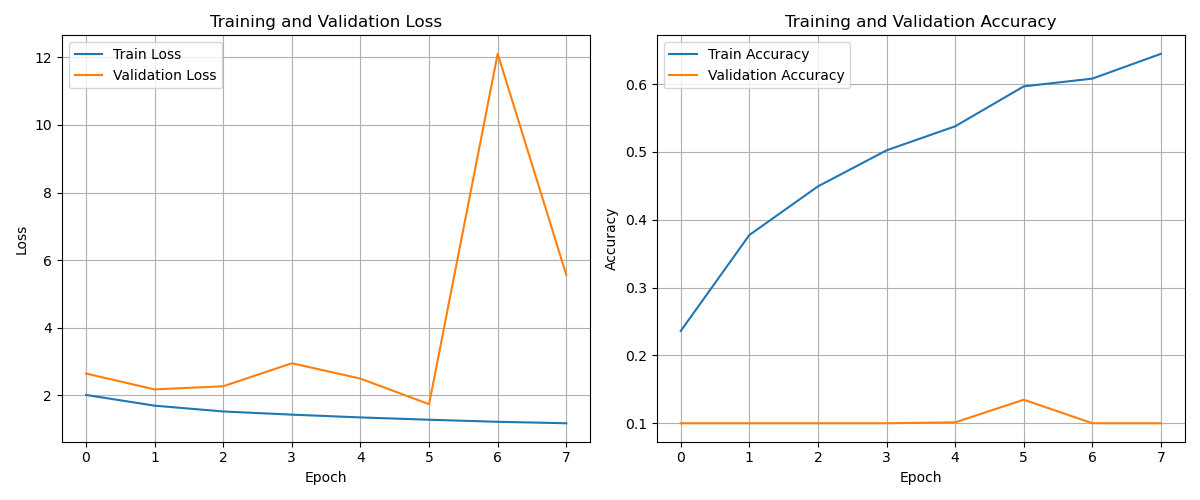 Training and Validation Loss
Train Loss
Validation Loss
12
10
8
6
4
2
Loss
0 1 2 3 4 5 6 7
Epoch
Training and Validation Accuracy
Train Accuracy
Validation Accuracy
0.6
0.5
0.4
0.3
0.2
0.1
Accuracy
0 1 2 3 4 5 6 7
Epoch